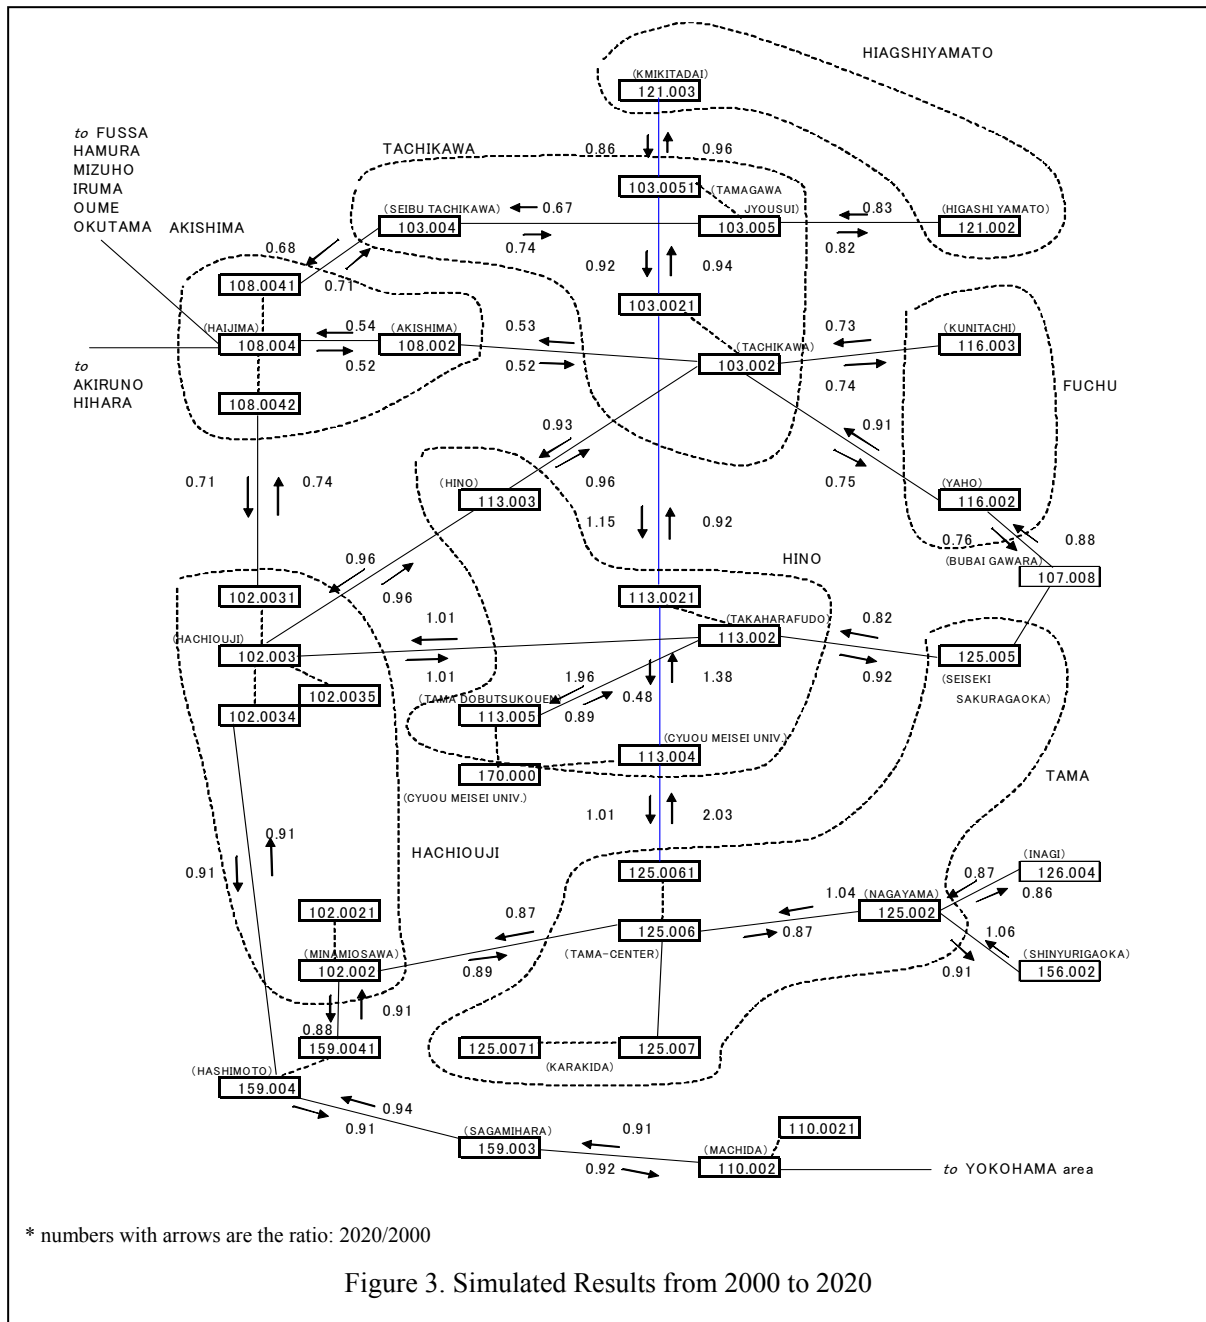 HIAGSHIYAMATO
(KMIKITADAI)
121.003
to FUSSA
HAMURA
MIZUHO
IRUMA
OUME
OKUTAMA
AKISHIMA
TACHIKAWA
0.86
0.96
103.0051
(TAMAGAWA
JYOUSUI)
103.005
(SEIBU TACHIKAWA)
103.004
0.67
0.74
0.83
0.82
(HIGASHI YAMATO)
121.002
0.68
0.71
108.0041
0.92
0.94
103.0021
(HAIJIMA)
108.004
0.54
0.52
(AKISHIMA)
108.002
0.53
0.52
(TACHIKAWA)
103.002
0.73
0.74
(KUNITACHI)
116.003
FUCHU
to
AKIRUNO
HIHARA
108.0042
0.93
0.96
0.91
0.75
0.71
0.74
(HINO)
113.003
(YAHO)
116.002
1.15
0.92
0.76
0.88
(BUBAI GAWARA)
107.008
HINO
0.96
0.96
102.0031
113.0021
(HACHIOUJI)
102.003
1.01
1.01
(TAKAHARAFUDO)
113.002
0.82
0.92
125.005
(SEISEKI
SAKURAGAOKA)
102.0035
102.0034
1.96
0.89
0.48
1.38
(TAMA DOBUTSUKOUEN)
113.005
(CYUOU MEISEI UNIV.)
113.004
170.000
(CYUOU MEISEI UNIV.)
TAMA
1.01
2.03
0.91
0.91
HACHIOUJI
125.0061
(INAGI)
126.004
0.87
0.86
102.0021
0.87
0.89
125.006
(TAMA-CENTER)
1.04
0.87
(NAGAYAMA)
125.002
1.06
0.91
(SHINYURIGAOKA)
156.002
(MINAMIOSAWA)
102.002
0.91
0.88
159.0041
125.0071
125.007
(KARAKIDA)
(HASHIMOTO)
159.004
0.94
0.91
(SAGAMIHARA)
159.003
0.91
0.92
(MACHIDA)
110.002
110.0021
to YOKOHAMA area
* numbers with arrows are the ratio: 2020/2000
Figure 3. Simulated Results from 2000 to 2020